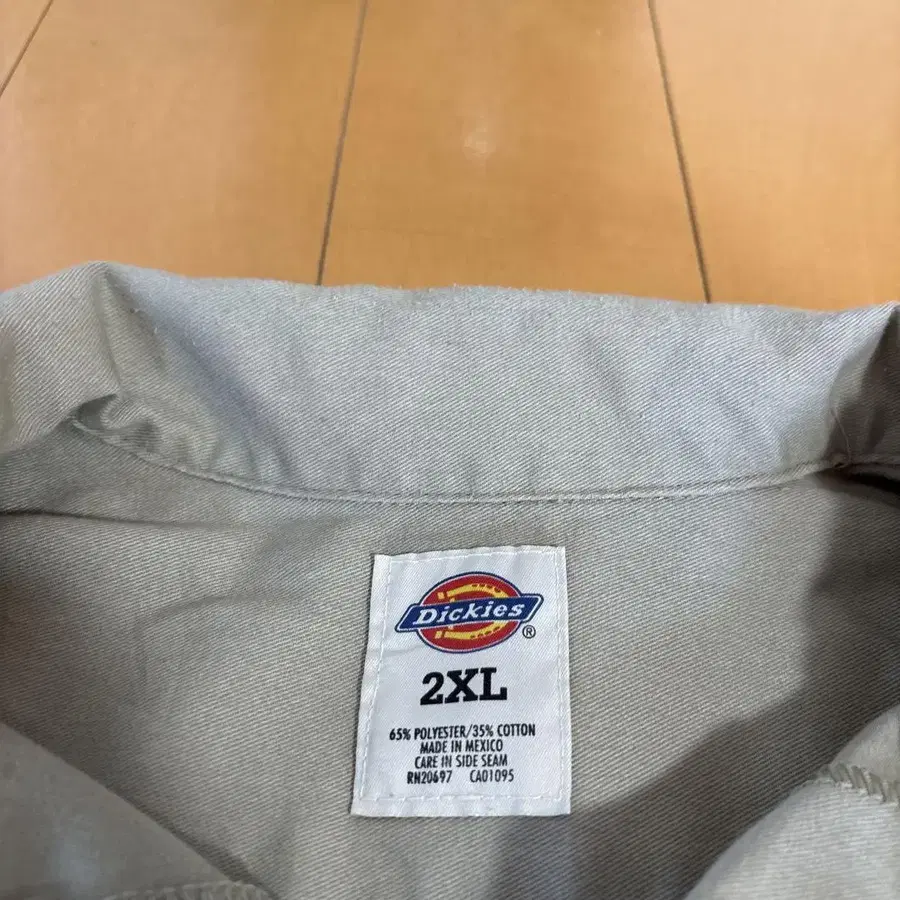 Dickies®
2XL
65% POLYESTER/35% COTTON
MADE IN MEXICO
CARE IN SIDE SEAM
RN20697 CA01095